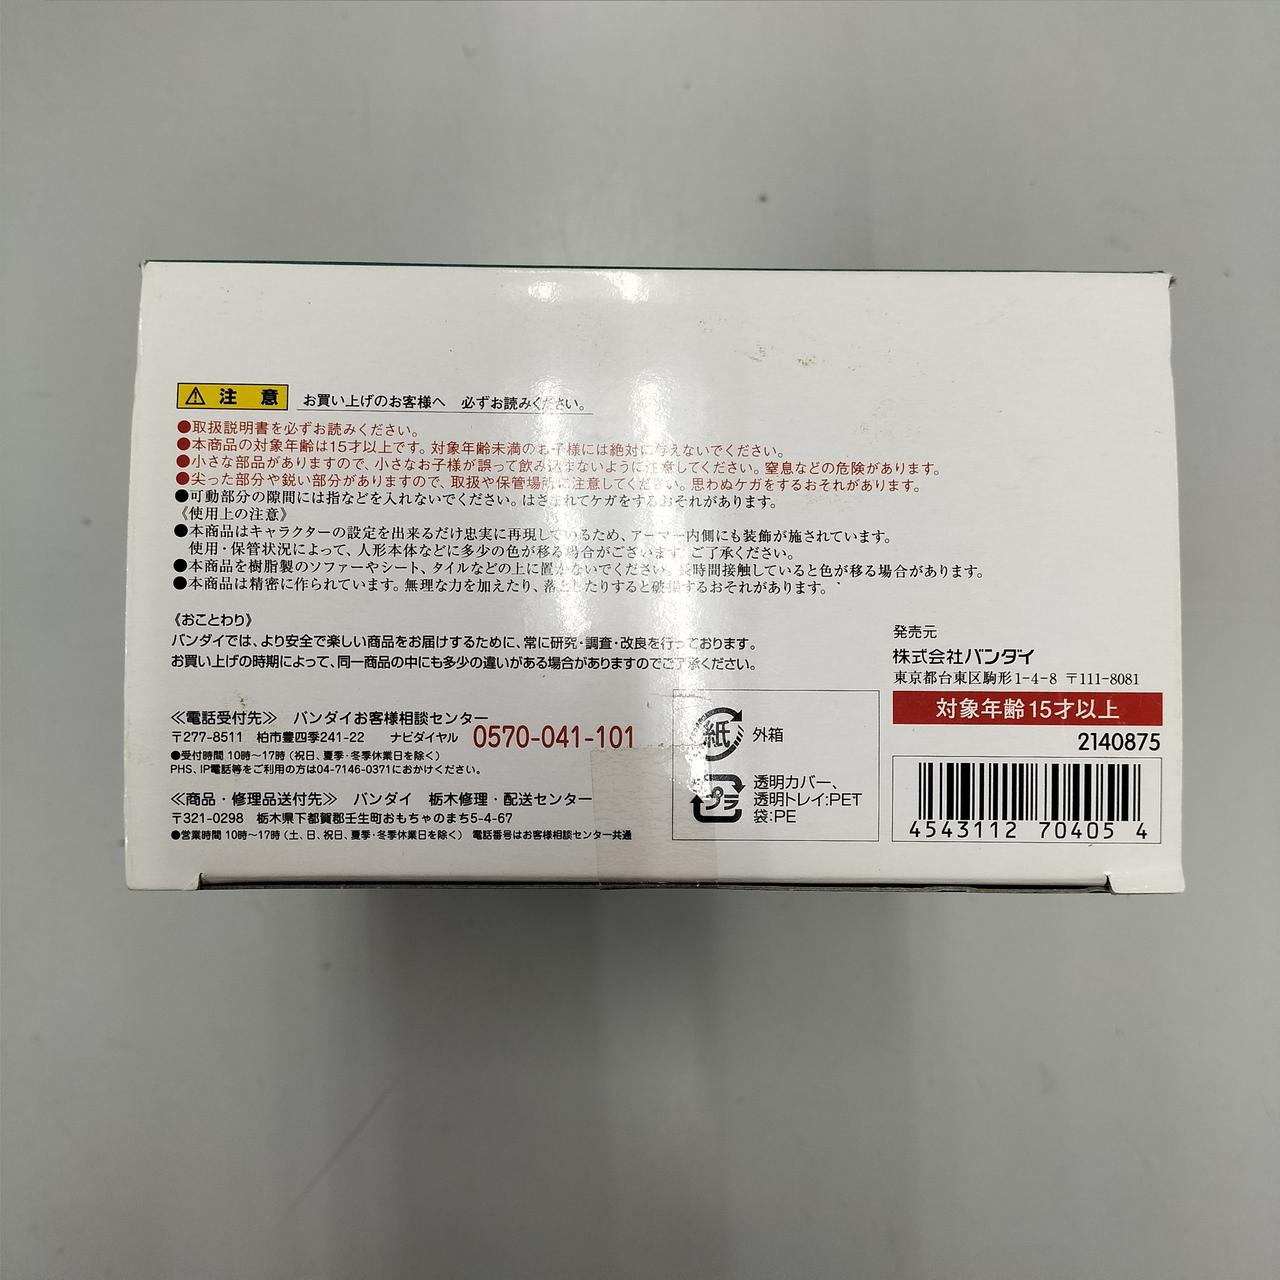 ⚠ 注意 お買い上げのお客様へ 必ずお読みください。
●取扱説明書を必ずお読みください。
●本商品の対象年齢は15才以上です。対象年齢未満のお子様には絶対に与えないでください。
●小さな部品がありますので、小さなお子様が誤って飲み込まないように注意してください。窒息などの危険があります。
●尖った部分や鋭い部分がありますので、取扱や保管場所に注意してください。思わぬケガをするおそれがあります。
●可動部分の隙間には指などを入れないでください。はさまれてケガをするおそれがあります。
《使用上の注意》
●本商品はキャラクターの設定を出来るだけ忠実に再現しているため、アーマー内側にも装飾が施されています。
使用・保管状況によって、人形本体などに多少の色が移る場合がございます。ご了承ください。
●本商品を樹脂製のソファーやシート、タイルなどの上に置かないでください。長時間接触していると色が移る場合があります。
●本商品は精密に作られています。無理な力を加えたり、落としたりすると破損するおそれがあります。
《おことわり》
バンダイでは、より安全で楽しい商品をお届けするために、常に研究・調査・改良を行っております。
お買い上げの時期によって、同一商品の中にも多少の違いがある場合がありますのでご了承ください。
≪電話受付先≫ バンダイお客様相談センター
〒277-8511 柏市豊四季241-22 ナビダイヤル 0570-041-101
●受付時間 10時〜17時（祝日、夏季・冬季休業日を除く）
PHS、IP電話等をご利用の方は04-7146-0371におかけください。
≪商品・修理品送付先≫ バンダイ 栃木修理・配送センター
〒321-0298 栃木県下都賀郡壬生町おもちゃのまち5-4-67
●営業時間 10時〜17時（土、日、祝日、夏季・冬季休業日を除く） 電話番号はお客様相談センター共通
紙 外箱
プラ 透明カバー、
透明トレイ:PET
袋:PE
発売元
株式会社バンダイ
東京都台東区駒形1-4-8 〒111-8081
対象年齢15才以上
2140875
4543112 70405 4